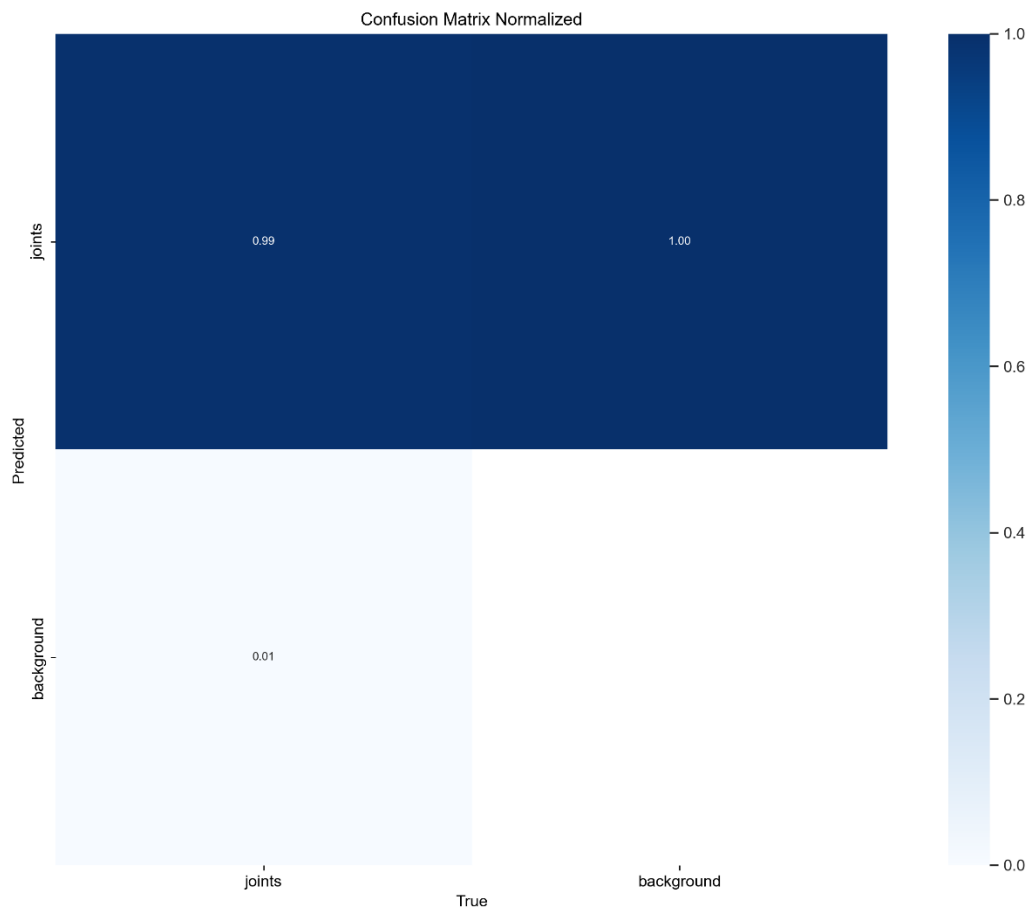 Confusion Matrix Normalized
1.0
joints
0.99
1.00
0.8
0.6
Predicted
0.4
background
0.01
0.2
0.0
joints
background
True